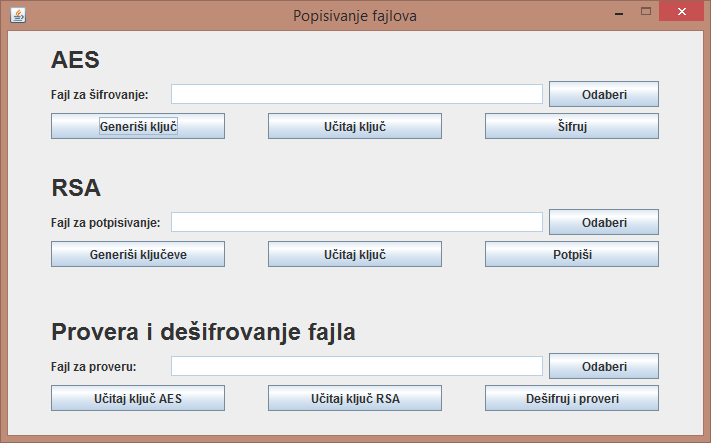 Popisivanje fajlova
AES
Fajl za šifrovanje: Odaberi
Generiši ključ Učitaj ključ Šifruj
RSA
Fajl za potpisivanje: Odaberi
Generiši ključeve Učitaj ključ Potpiši
Provera i dešifrovanje fajla
Fajl za proveru: Odaberi
Učitaj ključ AES Učitaj ključ RSA Dešifruj i proveri